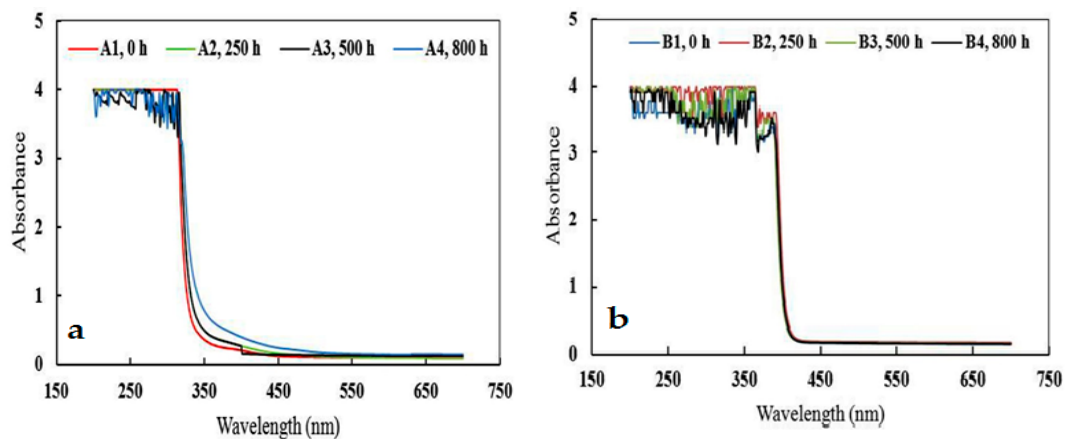 5
4
3
2
1
0
A1, 0 h A2, 250 h A3, 500 h A4, 800 h
Absorbance
a
150 250 350 450 550 650 750
Wavelength (nm)
5
4
3
2
1
0
B1, 0 h B2, 250 h B3, 500 h B4, 800 h
Absorbance
b
150 250 350 450 550 650 750
Wavelength (nm)